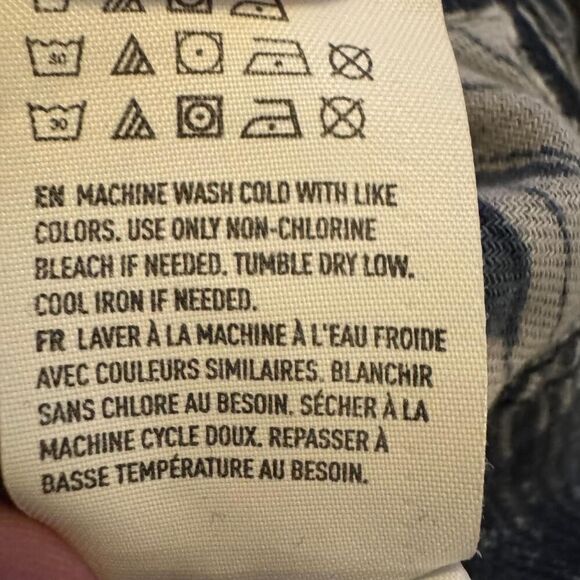 30
30
EN MACHINE WASH COLD WITH LIKE
COLORS. USE ONLY NON-CHLORINE
BLEACH IF NEEDED. TUMBLE DRY LOW.
COOL IRON IF NEEDED.
FR LAVER À LA MACHINE À L'EAU FROIDE
AVEC COULEURS SIMILAIRES. BLANCHIR
SANS CHLORE AU BESOIN. SÉCHER À LA
MACHINE CYCLE DOUX. REPASSER À
BASSE TEMPÉRATURE AU BESOIN.